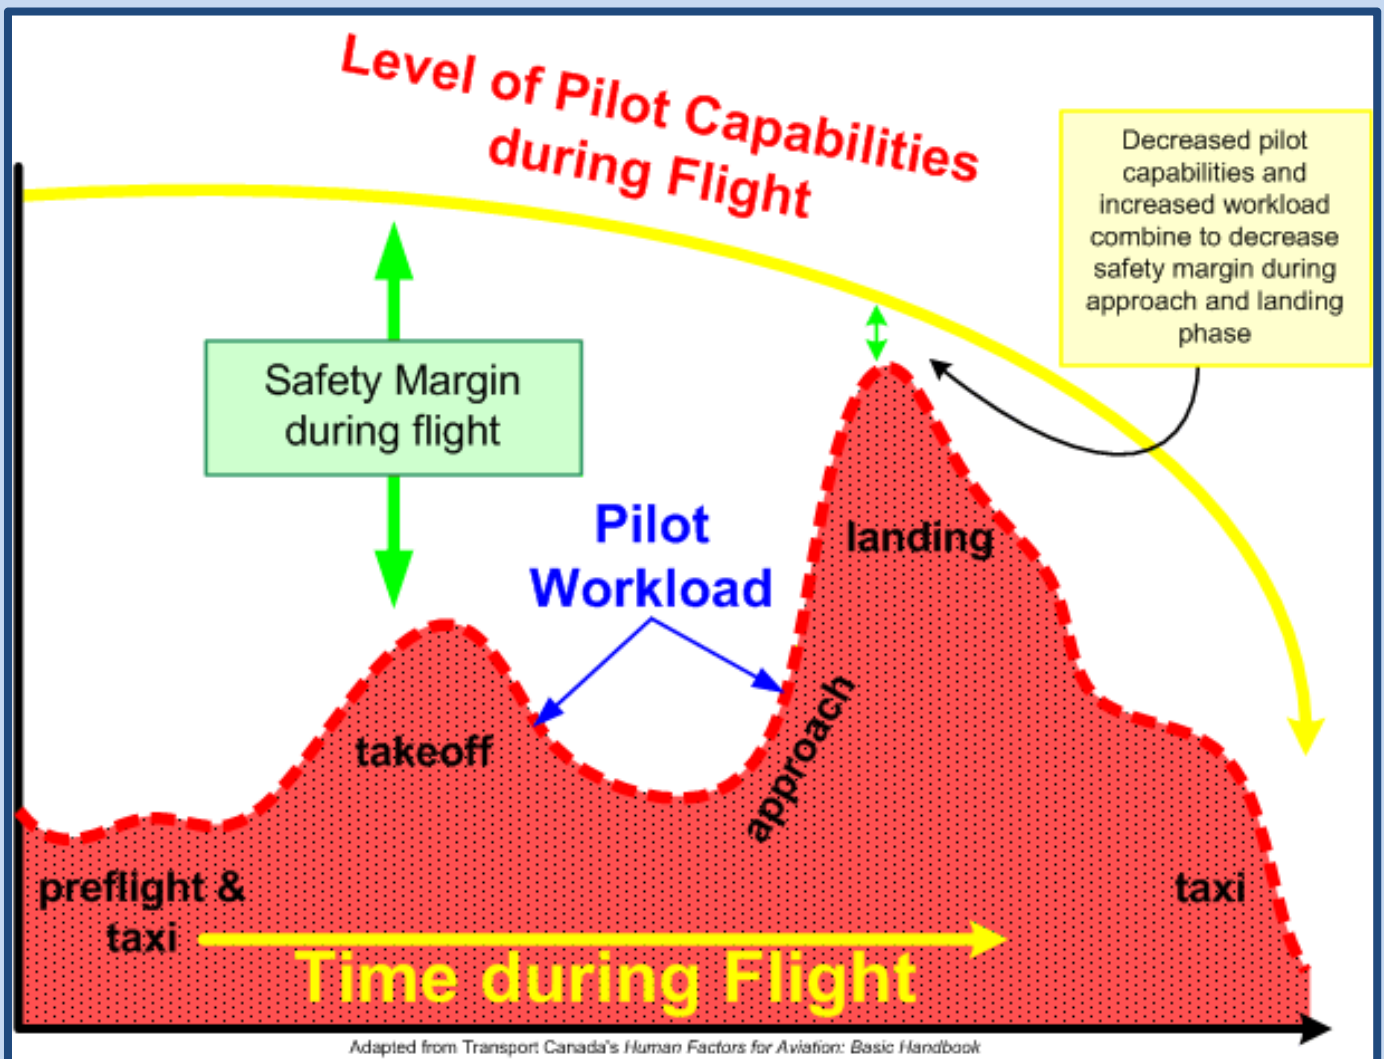 Level of Pilot Capabilities
during Flight
Decreased pilot
capabilities and
increased workload
combine to decrease
safety margin during
approach and landing
phase
Safety Margin
during flight
Pilot
Workload
landing
takeoff
approach
preflight &
taxi
taxi
Time during Flight
Adapted from Transport Canada's Human Factors for Aviation: Basic Handbook